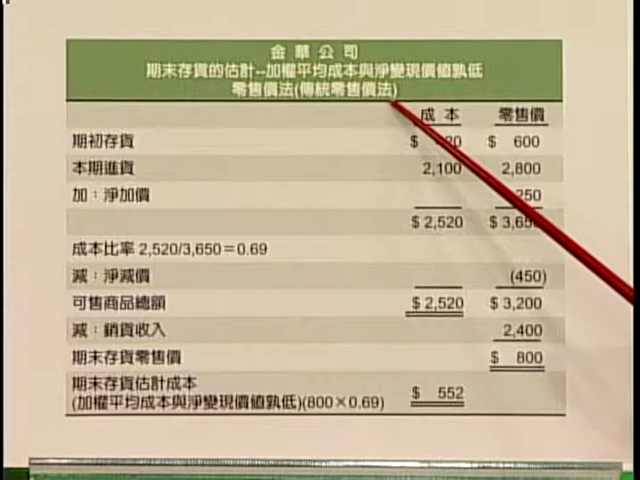 金華公司
期末存貨的估計--加權平均成本與淨變現價值孰低
零售價法(傳統零售價法)
成本 零售價
期初存貨 $ 20 $ 600
本期進貨 2,100 2,800
加：淨加價 250
$ 2,520 $ 3,650
成本比率 2,520/3,650＝0.69
減：淨減價 (450)
可售商品總額 $ 2,520 $ 3,200
減：銷貨收入 2,400
期末存貨零售價 $ 800
期末存貨估計成本
(加權平均成本與淨變現價值孰低)(800×0.69) $ 552